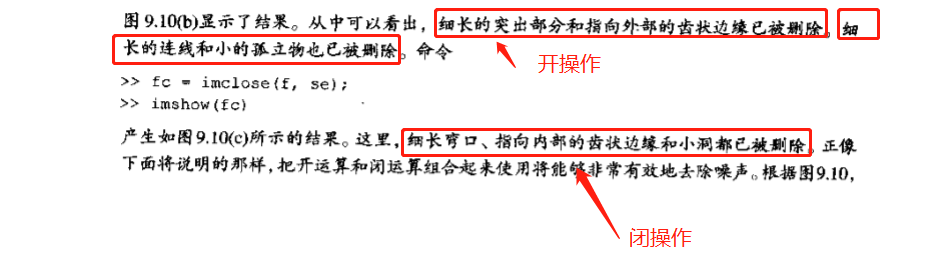 图 9.10(b)显示了结果。从中可以看出，细长的突出部分和指向外部的齿状边缘已被删除。细
长的连线和小的孤立物也已被删除。命令
开操作
>> fc = imclose(f, se);
>> imshow(fc)
产生如图9.10(c)所示的结果。这里，细长弯口、指向内部的齿状边缘和小洞都已被删除。正像
下面将说明的那样，把开运算和闭运算组合起来使用将能够非常有效地去除噪声。根据图9.10，
闭操作